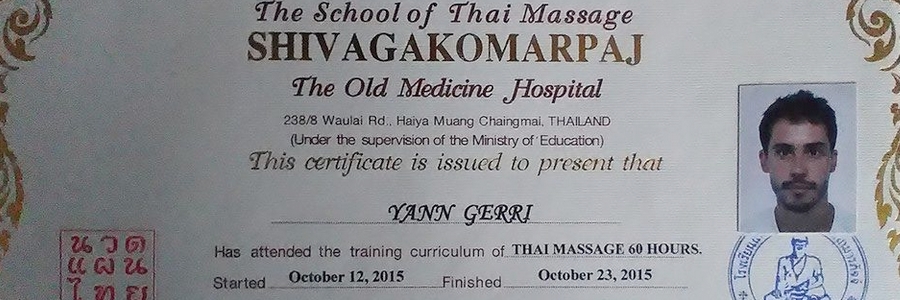 The School of Thai Massage
SHIVAGAKOMARPAJ
The Old Medicine Hospital
238/8 Waulai Rd., Haiya Muang Chaingmai, THAILAND
(Under the supervision of the Ministry of Education)
This certificate is issued to present that
YANN GERRI
Has attended the training curriculum of THAI MASSAGE 60 HOURS.
Started October 12, 2015 Finished October 23, 2015
นวด
แผน
ไทย